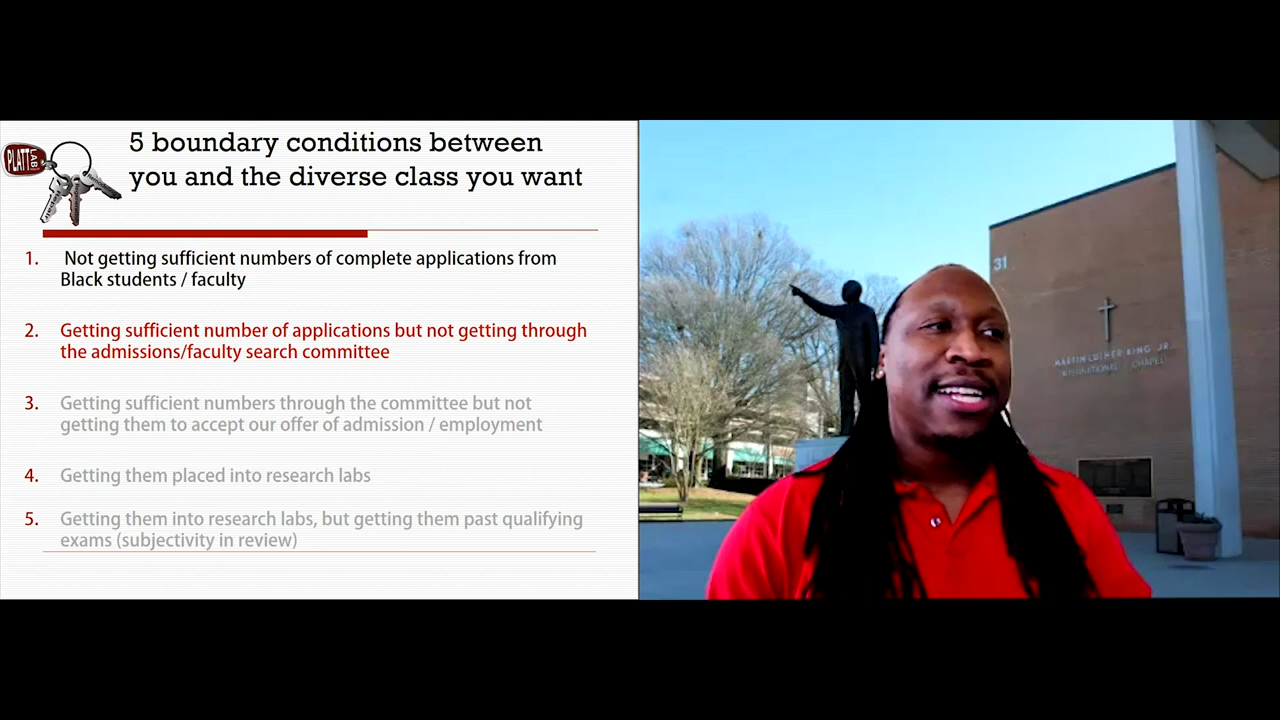 5 boundary conditions between
you and the diverse class you want
PLATT
LAB
1. Not getting sufficient numbers of complete applications from
Black students / faculty
2. Getting sufficient number of applications but not getting through
the admissions/faculty search committee
3. Getting sufficient numbers through the committee but not
getting them to accept our offer of admission / employment
4. Getting them placed into research labs
5. Getting them into research labs, but getting them past qualifying
exams (subjectivity in review)
31
MARTIN LUTHER KING JR.
INTERNATIONAL CHAPEL